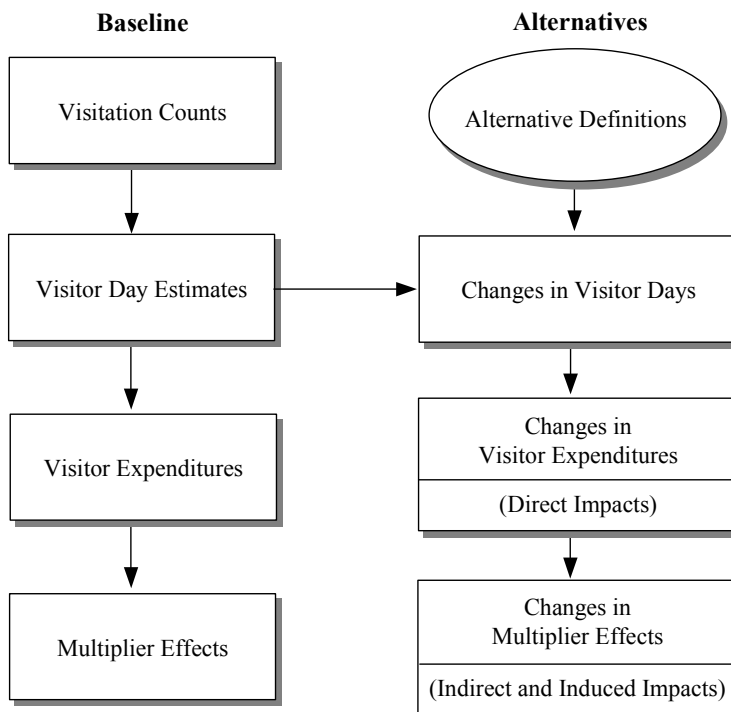 Baseline
Visitation Counts
Visitor Day Estimates
Visitor Expenditures
Multiplier Effects
Alternatives
Alternative Definitions
Changes in Visitor Days
Changes in
Visitor Expenditures
(Direct Impacts)
Changes in
Multiplier Effects
(Indirect and Induced Impacts)